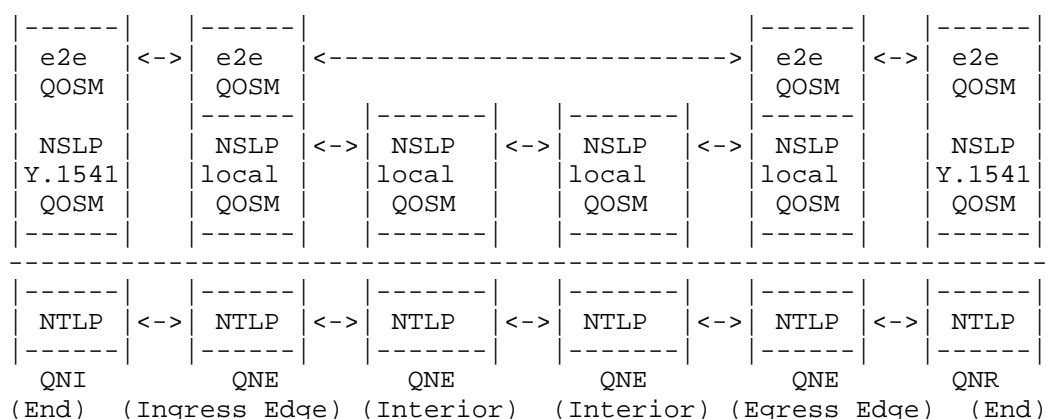 |------|   |------|                           |------|   |------|
| e2e  |<->| e2e  |<------------------------->| e2e  |<->| e2e  |
| QOSM |   | QOSM |                           | QOSM |   | QOSM |
|      |   |------|   |-------|   |-------|   |------|   |      |
| NSLP |   | NSLP |<->| NSLP  |<->| NSLP  |<->| NSLP |   | NSLP |
|Y.1541|   |local |   |local  |   |local  |   |local |   |Y.1541|
| QOSM |   | QOSM |   | QOSM  |   | QOSM  |   | QOSM |   | QOSM |
|------|   |------|   |-------|   |-------|   |------|   |------|
-----------------------------------------------------------------
|------|   |------|   |-------|   |-------|   |------|   |------|
| NTLP |<->| NTLP |<->| NTLP  |<->| NTLP  |<->| NTLP |<->| NTLP |
|------|   |------|   |-------|   |-------|   |------|   |------|
QNI QNE QNE QNE QNE QNR
(End) (Ingress Edge) (Interior) (Interior) (Egress Edge) (End)